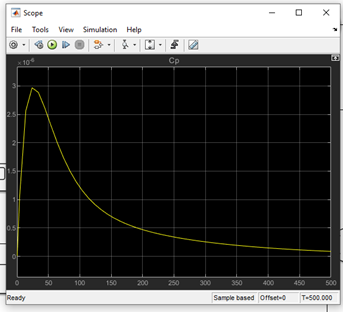 Scope
File Tools View Simulation Help
Cp
×10⁻⁶
3
2.5
2
1.5
1
0.5
0
0 50 100 150 200 250 300 350 400 450 500
Ready Sample based Offset=0 T=500.000